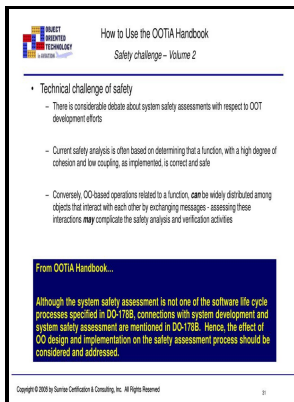 OBJECT
ORIENTED
TECHNOLOGY
in AVIATION
How to Use the OOTiA Handbook
Safety challenge – Volume 2
• Technical challenge of safety
– There is considerable debate about system safety assessments with respect to OOT
development efforts
– Current safety analysis is often based on determining that a function, with a high degree of
cohesion and low coupling, as implemented, is correct and safe
– Conversely, OO-based operations related to a function, can be widely distributed among
objects that interact with each other by exchanging messages - assessing these
interactions may complicate the safety analysis and verification activities
From OOTiA Handbook...
Although the system safety assessment is not one of the software life cycle
processes specified in DO-178B, connections with system development and
system safety assessment are mentioned in DO-178B. Hence, the effect of
OO design and implementation on the safety assessment process should be
considered and addressed.
Copyright © 2005 by Sunrise Certification & Consulting, Inc. All Rights Reserved
31